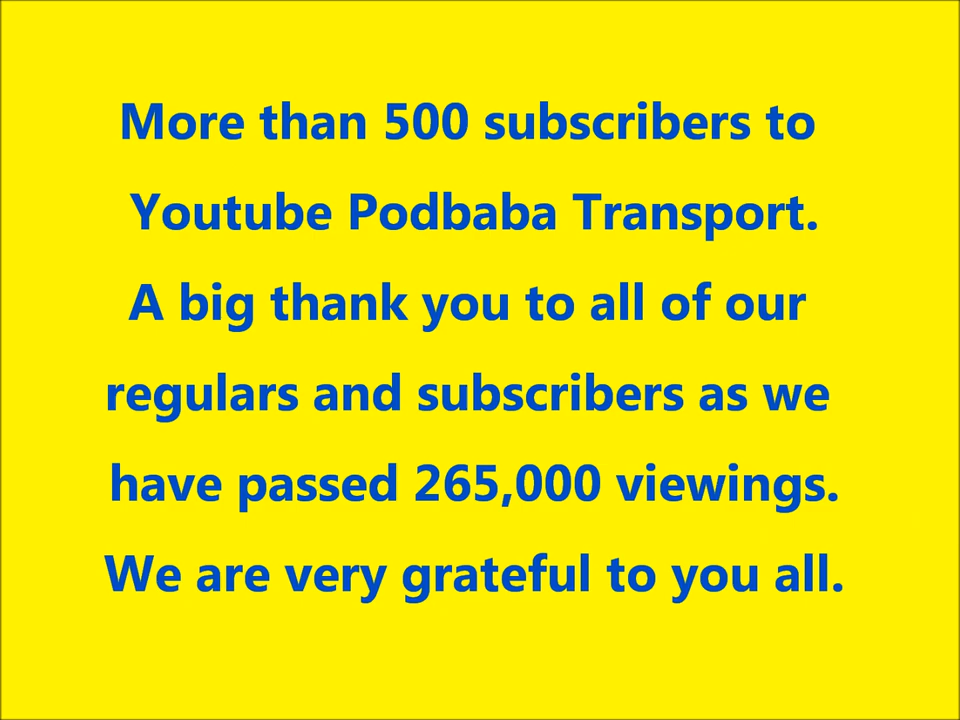 More than 500 subscribers to
Youtube Podbaba Transport.
A big thank you to all of our
regulars and subscribers as we
have passed 265,000 viewings.
We are very grateful to you all.